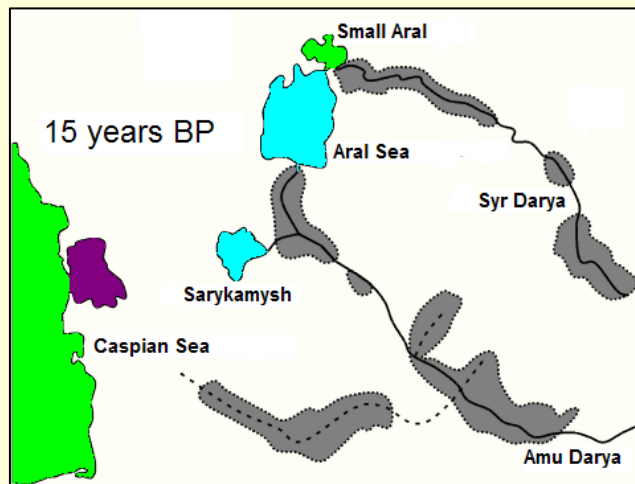 Small Aral
15 years BP
Aral Sea
Syr Darya
Sarykamysh
Caspian Sea
Amu Darya